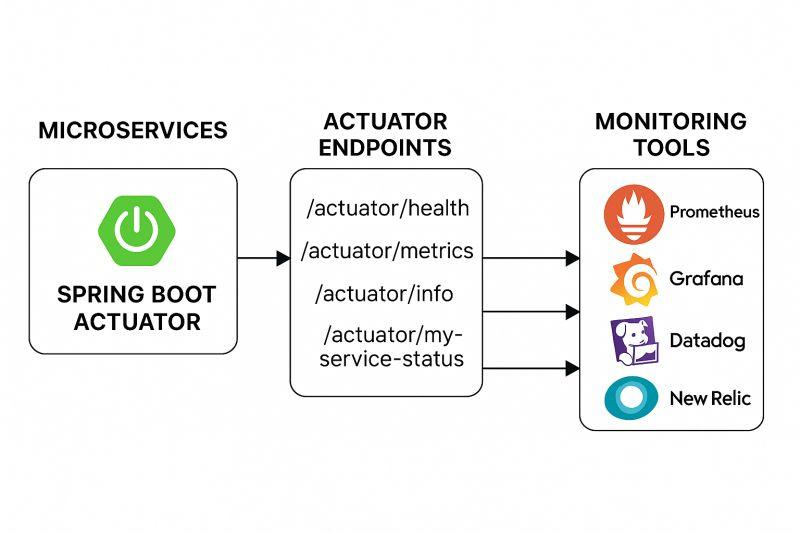 MICROSERVICES
SPRING BOOT
ACTUATOR
ACTUATOR
ENDPOINTS
/actuator/health
/actuator/metrics
/actuator/info
/actuator/my-
service-status
MONITORING
TOOLS
Prometheus
Grafana
Datadog
New Relic